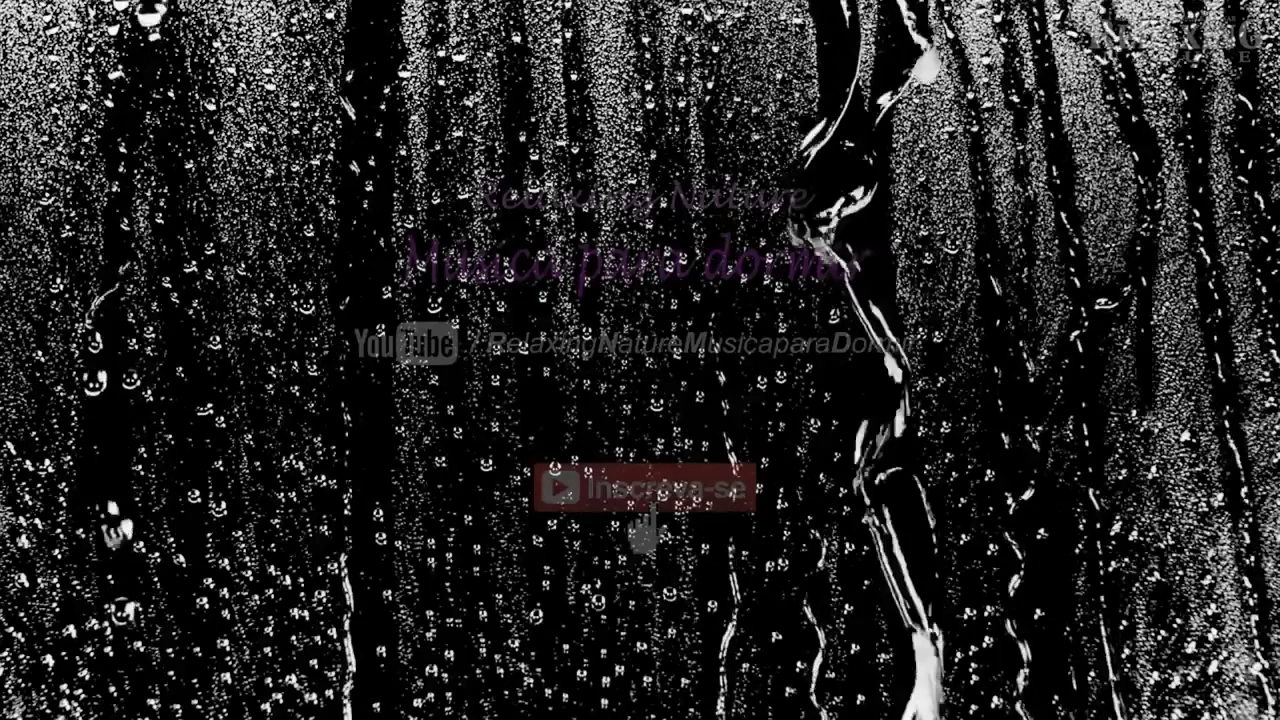 Relaxing Nature
Musica para dormir
YouTube / RelaxingNatureMusicaparaDormir
Inscreva-se